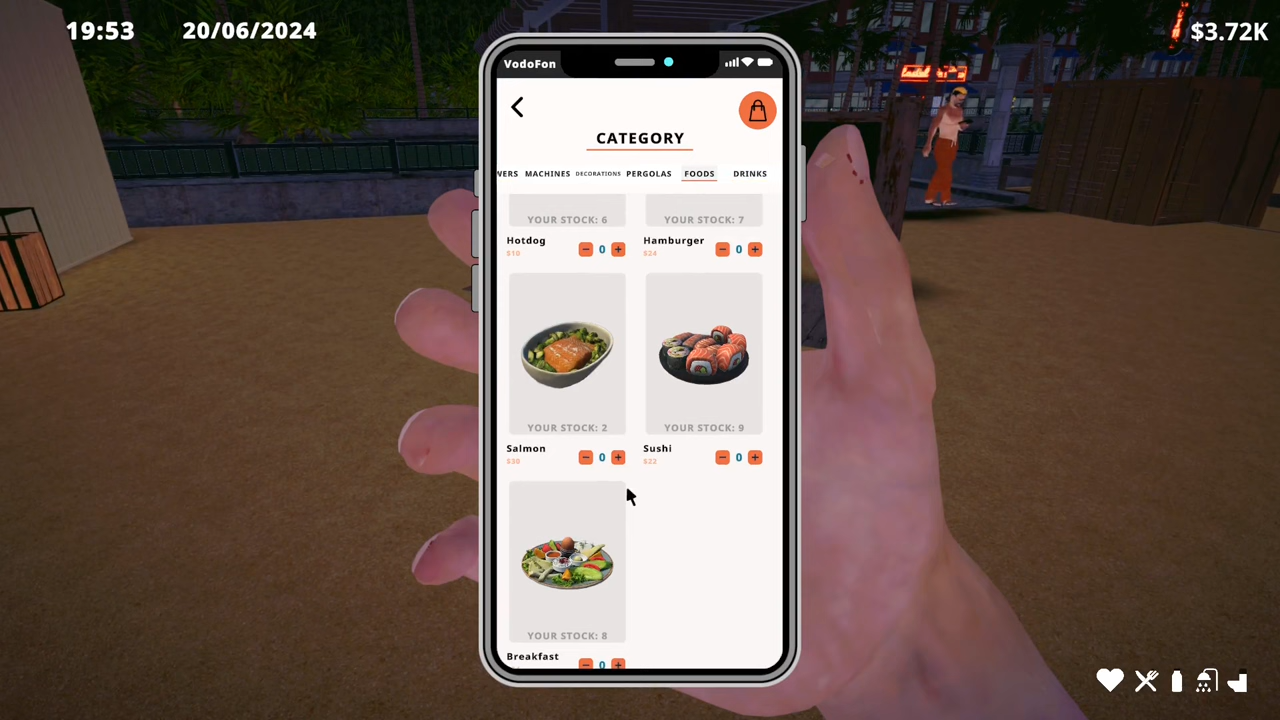 19:53
20/06/2024
$3.72K
VodoFon
CATEGORY
MACHINES DECORATIONS PERGOLAS FOODS DRINKS
YOUR STOCK: 6
YOUR STOCK: 7
Hotdog
$10
0
Hamburger
$24
0
YOUR STOCK: 2
YOUR STOCK: 9
Salmon
$30
0
Sushi
$22
0
YOUR STOCK: 8
Breakfast
0